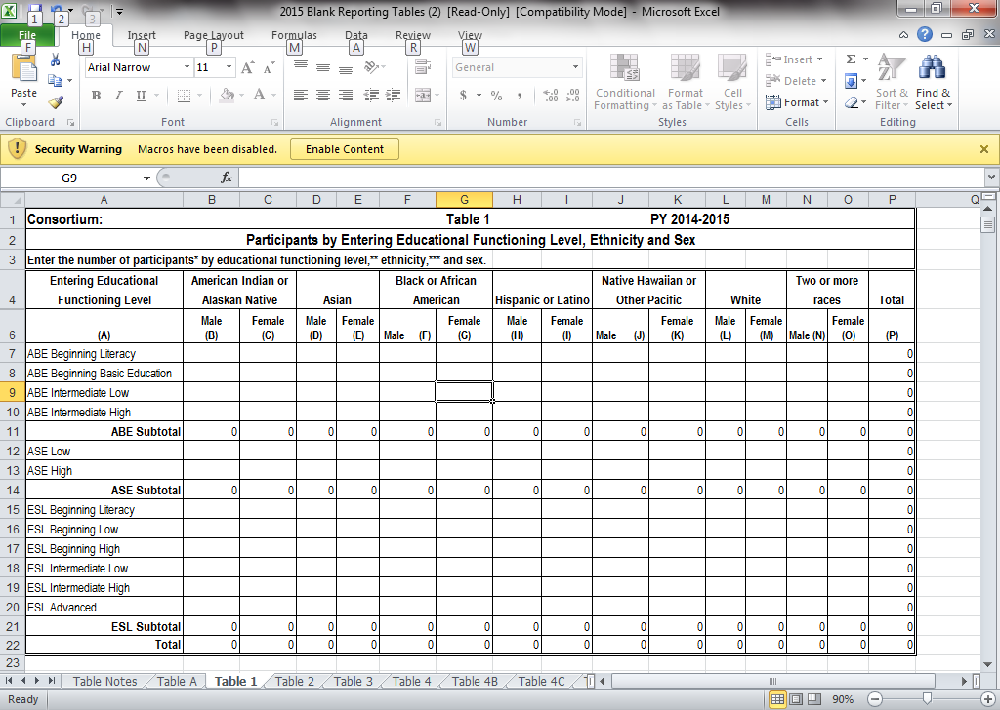 2015 Blank Reporting Tables (2) [Read-Only] [Compatibility Mode] - Microsoft Excel
1 2 3
File Home Insert Page Layout Formulas Data Review View
F H N P M A R W
Paste Arial Narrow 11 A A General Conditional Formatting Format as Table Cell Styles Insert Delete Format Sort & Filter Find & Select
B I U A $ % , .00 .0
Clipboard Font Alignment Number Styles Cells Editing
Security Warning Macros have been disabled. Enable Content
G9 fx
A B C D E F G H I J K L M N O P Q
1 Consortium: Table 1 PY 2014-2015
2 Participants by Entering Educational Functioning Level, Ethnicity and Sex
3 Enter the number of participants* by educational functioning level,** ethnicity,*** and sex.
4 Entering Educational Functioning Level American Indian or Alaskan Native Asian Black or African American Hispanic or Latino Native Hawaiian or Other Pacific White Two or more races Total
6 (A) Male (B) Female (C) Male (D) Female (E) Male (F) Female (G) Male (H) Female (I) Male (J) Female (K) Male (L) Female (M) Male (N) Female (O) (P)
7 ABE Beginning Literacy 0
8 ABE Beginning Basic Education 0
9 ABE Intermediate Low 0
10 ABE Intermediate High 0
11 ABE Subtotal 0 0 0 0 0 0 0 0 0 0 0 0 0 0 0
12 ASE Low 0
13 ASE High 0
14 ASE Subtotal 0 0 0 0 0 0 0 0 0 0 0 0 0 0 0
15 ESL Beginning Literacy 0
16 ESL Beginning Low 0
17 ESL Beginning High 0
18 ESL Intermediate Low 0
19 ESL Intermediate High 0
20 ESL Advanced 0
21 ESL Subtotal 0 0 0 0 0 0 0 0 0 0 0 0 0 0 0
22 Total 0 0 0 0 0 0 0 0 0 0 0 0 0 0 0
23
Table Notes Table A Table 1 Table 2 Table 3 Table 4 Table 4B Table 4C
Ready 90%